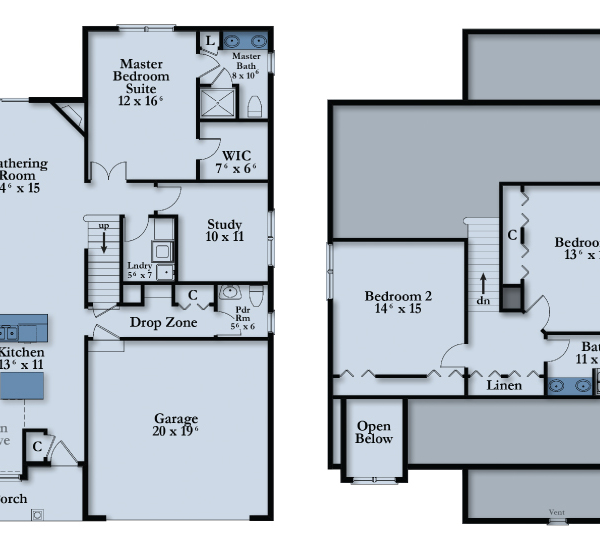 L
Master
Bath
8 x 10⁶
Master
Bedroom
Suite
12 x 16⁶
WIC
7⁶ x 6⁶
athering
Room
4⁶ x 15
Study
10 x 11
up
Lndry
5⁶ x 7
C
Pdr
Rm
5⁶ x 6
Drop Zone
Kitchen
13⁶ x 11
Garage
20 x 19⁶
C
orch
C
Bedroo
13⁶ x 1
dn
Bedroom 2
14⁶ x 15
Bat
11 x
Linen
Open
Below
Vent